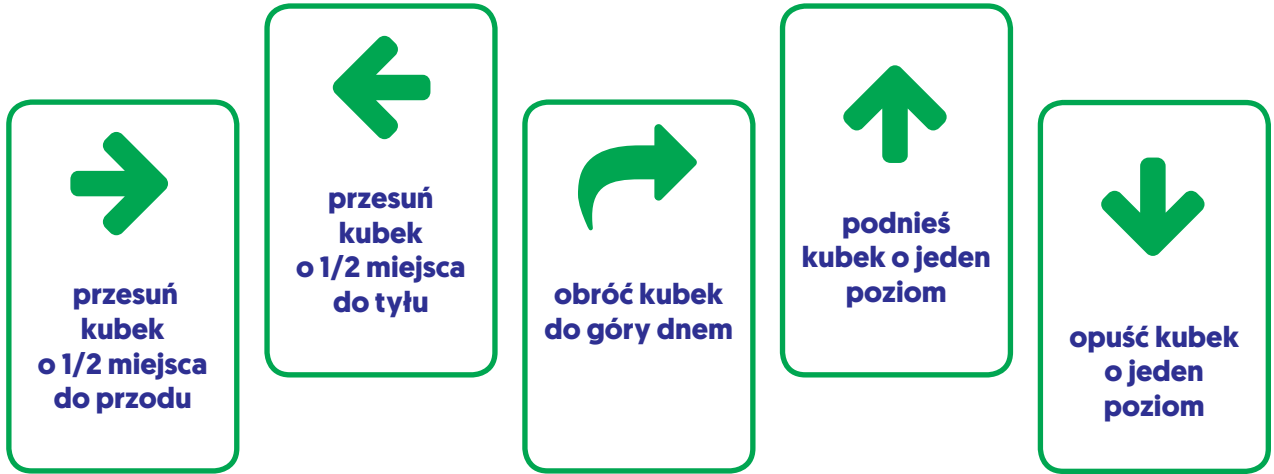 przesuń
kubek
o 1/2 miejsca
do przodu
przesuń
kubek
o 1/2 miejsca
do tyłu
obróć kubek
do góry dnem
podnieś
kubek o jeden
poziom
opuść kubek
o jeden
poziom